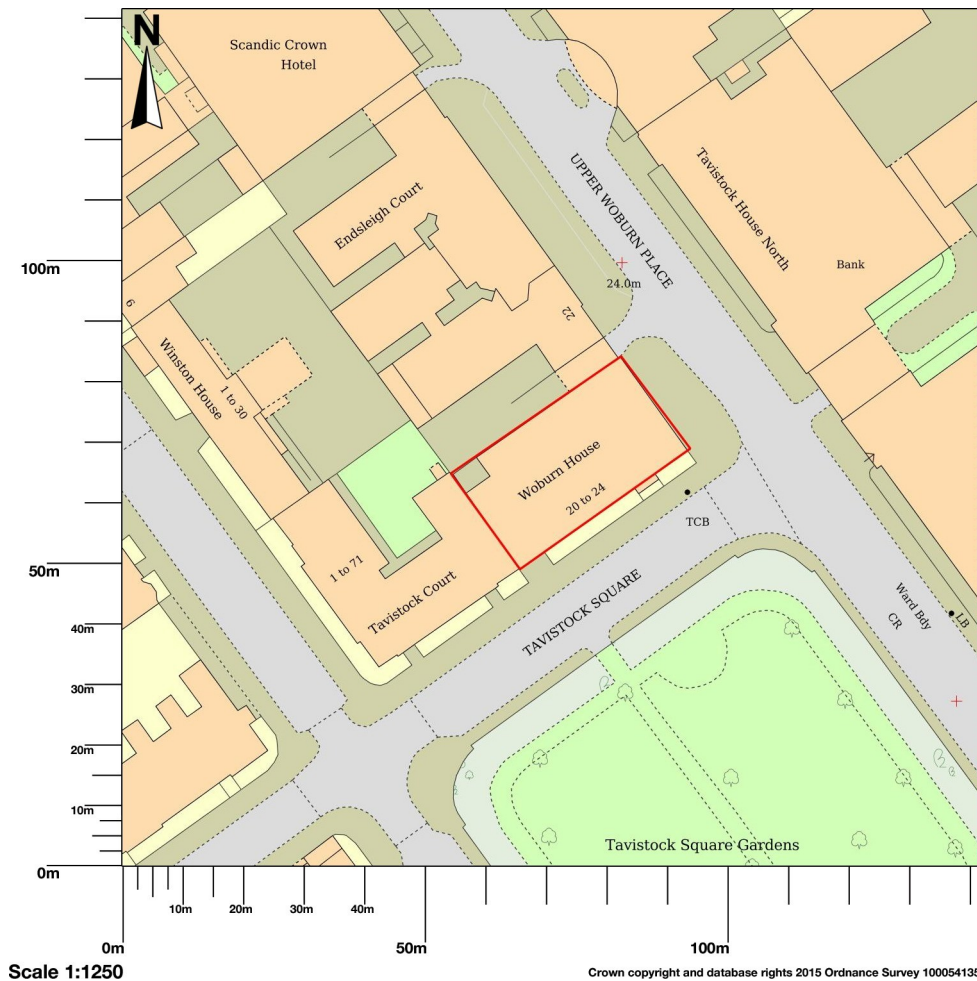 N
Scandic Crown
Hotel
UPPER WOBURN PLACE
Tavistock House North
Endsleigh Court
Bank
100m
24.0m
9
22
Winston House
1 to 30
Woburn House
20 to 24
TCB
50m
1 to 71
Tavistock Court
TAVISTOCK SQUARE
Ward Bdy
CR
LB
40m
30m
20m
10m
Tavistock Square Gardens
0m
10m
20m
30m
40m
0m
50m
100m
Scale 1:1250
Crown copyright and database rights 2015 Ordnance Survey 100054135